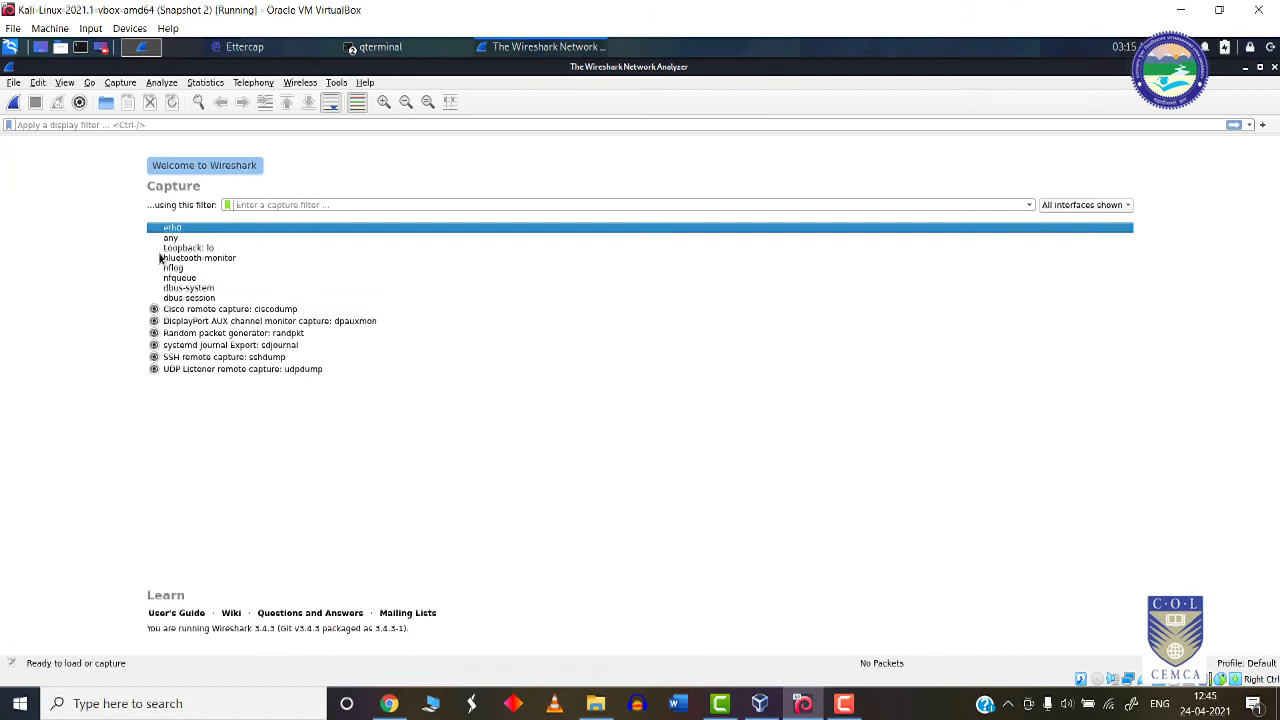 Kali-Linux-2021.1-vbox-amd64 (Snapshot 2) [Running] - Oracle VM VirtualBox
File Machine Input Devices Help
Ettercap qterminal The Wireshark Network ... 03:15
The Wireshark Network Analyzer
File Edit View Go Capture Analyze Statistics Telephony Wireless Tools Help
Apply a display filter ... <Ctrl-/>
Welcome to Wireshark
Capture
...using this filter: Enter a capture filter ... All interfaces shown
eth0
any
Loopback: lo
bluetooth-monitor
nflog
nfqueue
dbus-system
dbus-session
Cisco remote capture: ciscodump
DisplayPort AUX channel monitor capture: dpauxmon
Random packet generator: randpkt
systemd Journal Export: sdjournal
SSH remote capture: sshdump
UDP Listener remote capture: udpdump
Learn
User's Guide · Wiki · Questions and Answers · Mailing Lists
You are running Wireshark 3.4.3 (Git v3.4.3 packaged as 3.4.3-1).
C·O·L
CEMCA
Ready to load or capture No Packets Profile: Default
Right Ctrl
Type here to search ENG 12:45
24-04-2021